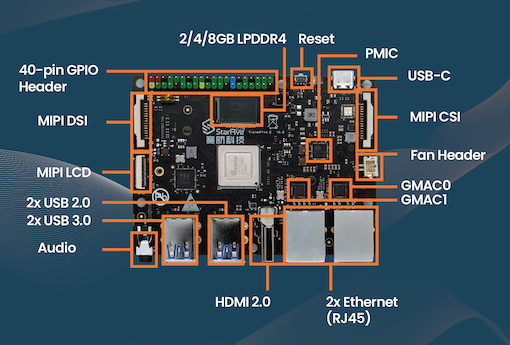 2/4/8GB LPDDR4
Reset
PMIC
40-pin GPIO
Header
USB-C
MIPI DSI
StarFive
赛昉科技
MIPI CSI
MIPI LCD
Fan Header
GMAC0
GMAC1
2x USB 2.0
2x USB 3.0
Audio
HDMI 2.0
2x Ethernet
(RJ45)